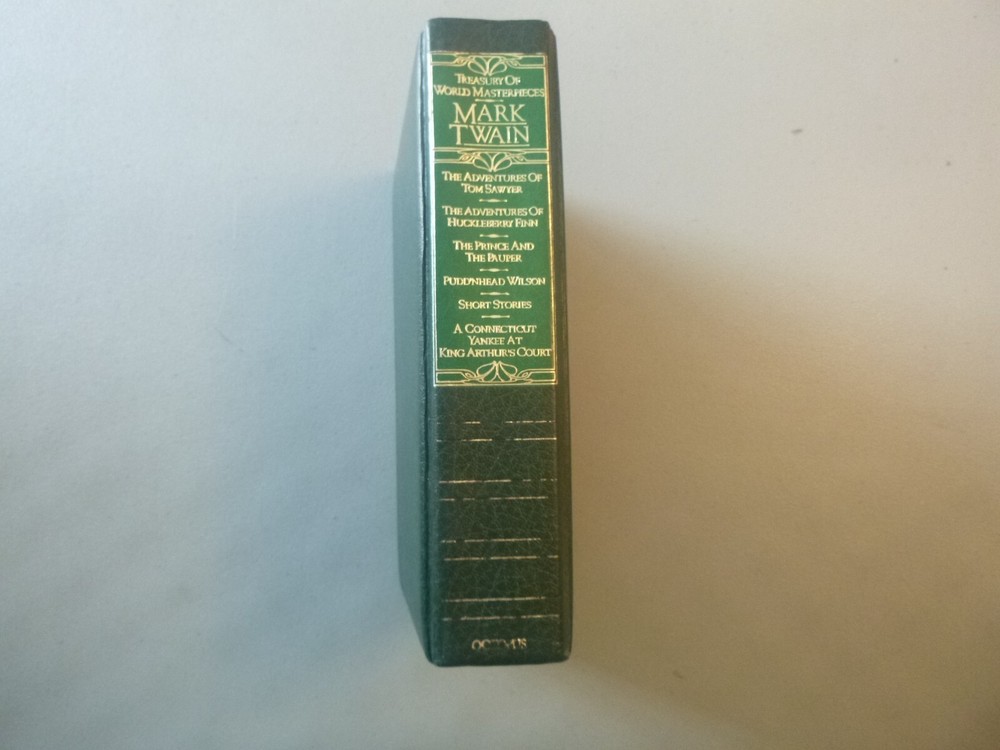 TREASURY OF
WORLD MASTERPIECES
MARK
TWAIN
THE ADVENTURES OF
TOM SAWYER
THE ADVENTURES OF
HUCKLEBERRY FINN
THE PRINCE AND
THE PAUPER
PUDD'NHEAD WILSON
SHORT STORIES
A CONNECTICUT
YANKEE AT
KING ARTHUR'S COURT
OCTOPUS